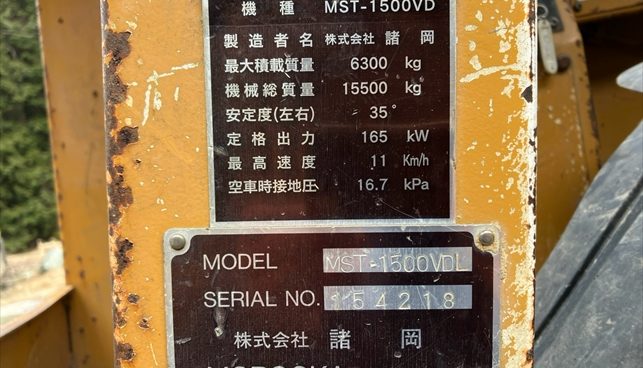 機種 MST-1500VD
製造者名 株式会社 諸岡
最大積載質量 6300 kg
機械総質量 15500 kg
安定度(左右) 35°
定格出力 165 kW
最高速度 11 Km/h
空車時接地圧 16.7 kPa
MODEL MST-1500VDL
SERIAL NO. 154218
株式会社 諸岡
MOROOKA